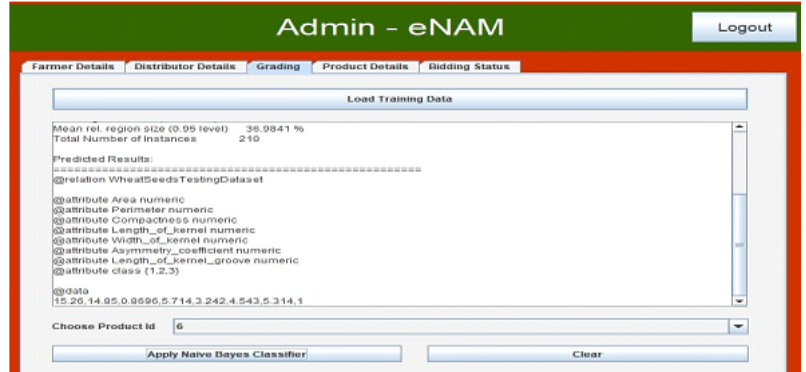 Admin - eNAM
Logout
Farmer Details Distributor Details Grading Product Details Bidding Status
Load Training Data
Mean rel. region size (0.95 level) 36.9841 %
Total Number of Instances 210
Predicted Results:
=====================================================
@relation WheatSeedsTestingDataset
@attribute Area numeric
@attribute Perimeter numeric
@attribute Compactness numeric
@attribute Length_of_kernel numeric
@attribute Width_of_kernel numeric
@attribute Asymmetry_coefficient numeric
@attribute Length_of_kernel_groove numeric
@attribute class {1,2,3}
@data
15.26,14.85,0.8696,5.714,3.242,4.543,5.314,1
Choose Product Id 6
Apply Naive Bayes Classifier Clear